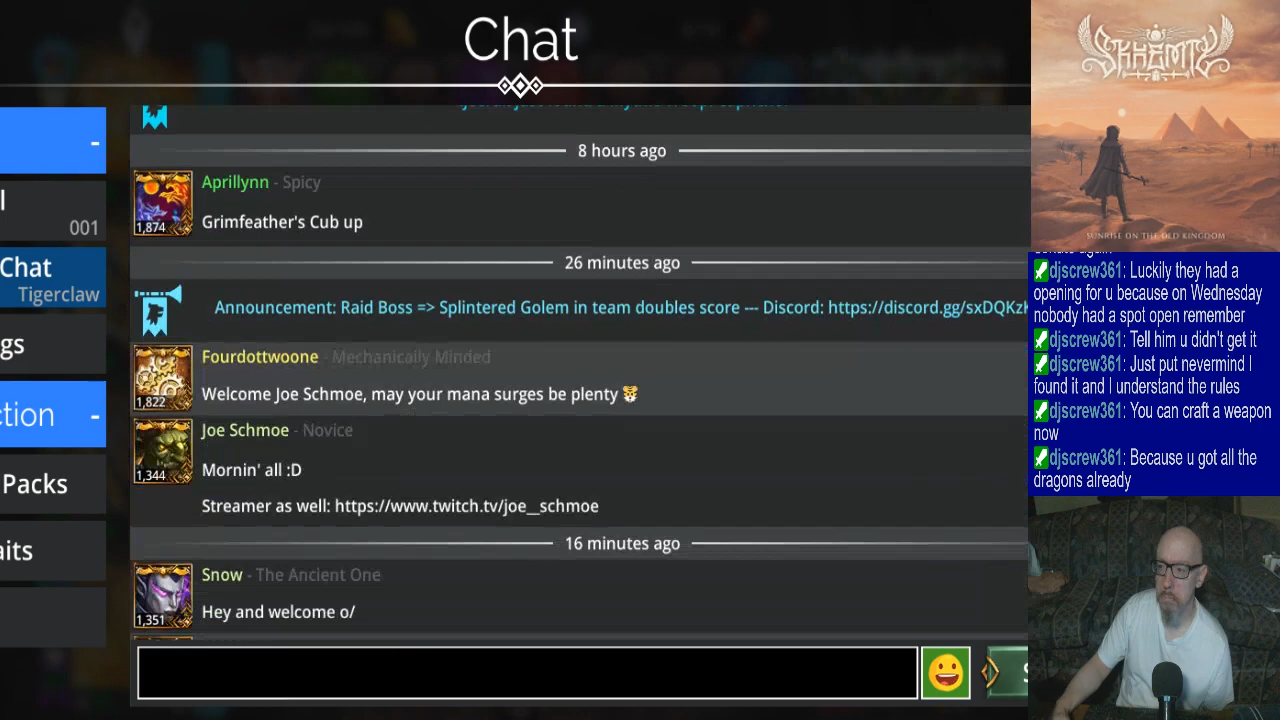 Chat
-
8 hours ago
l
001
Aprillynn - Spicy
1,874
Grimfeather's Cub up
26 minutes ago
Chat
Tigerclaw
Announcement: Raid Boss => Splintered Golem in team doubles score --- Discord: https://discord.gg/sxDQKz
gs
Fourdottwoone - Mechanically Minded
1,822
Welcome Joe Schmoe, may your mana surges be plenty 🐯
ction -
Joe Schmoe - Novice
1,344
Mornin' all :D
Packs
Streamer as well: https://www.twitch.tv/joe__schmoe
16 minutes ago
aits
Snow - The Ancient One
1,351
Hey and welcome o/
SKHEMTY
SUNRISE ON THE OLD KINGDOM
djscrew361: Luckily they had a
opening for u because on Wednesday
nobody had a spot open remember
djscrew361: Tell him u didn't get it
djscrew361: Just put nevermind I
found it and I understand the rules
djscrew361: You can craft a weapon
now
djscrew361: Because u got all the
dragons already